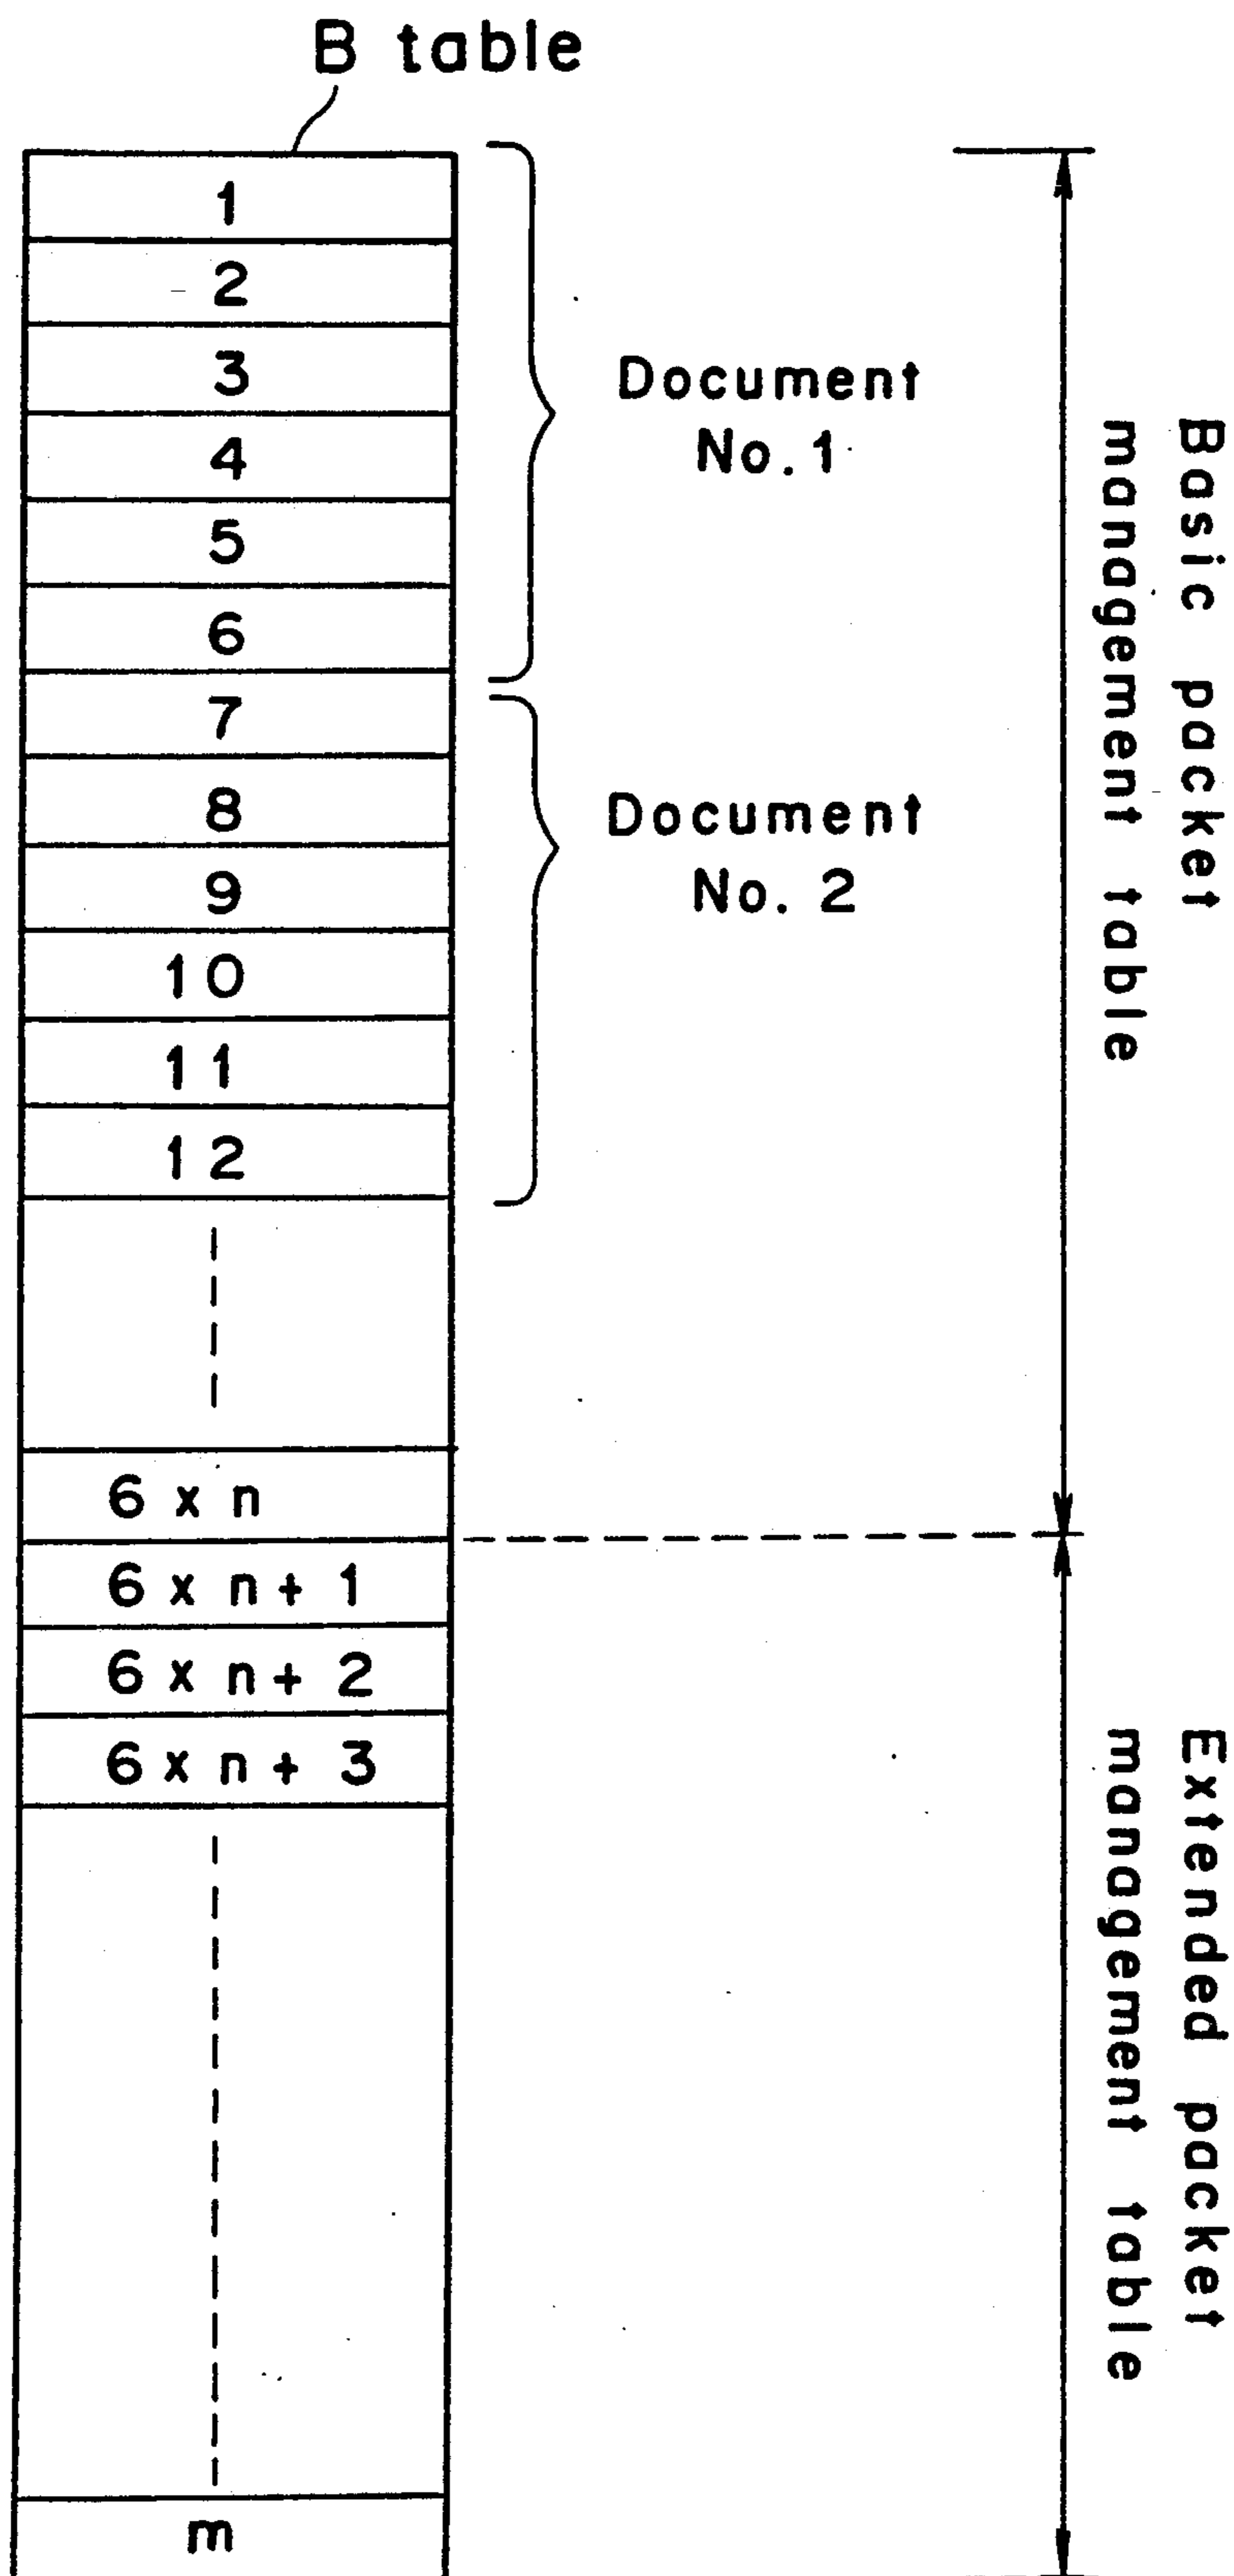 B table
1
2
3
4
5
6
7
8
9
10
11
12
6 x n
6 x n + 1
6 x n + 2
6 x n + 3
m
Document
No. 1
Document
No. 2
Basic packet
management table
Extended packet
management table